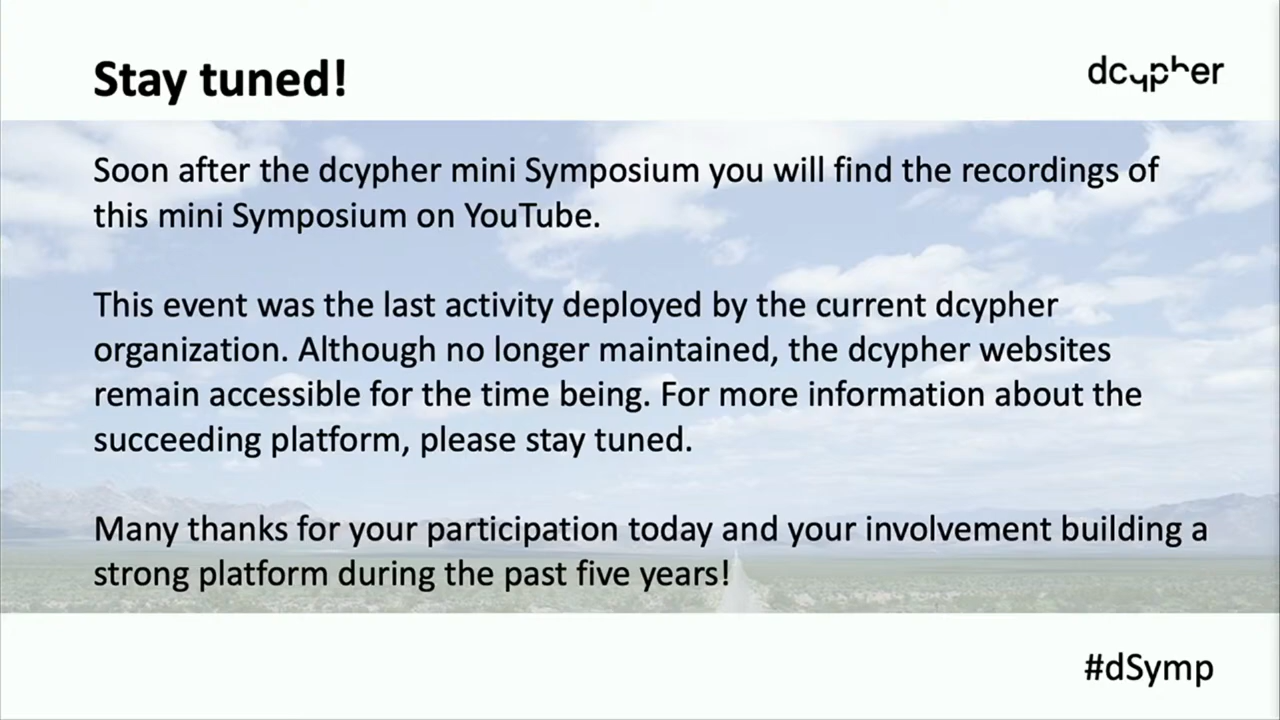 Stay tuned!
dcypher
Soon after the dcypher mini Symposium you will find the recordings of
this mini Symposium on YouTube.
This event was the last activity deployed by the current dcypher
organization. Although no longer maintained, the dcypher websites
remain accessible for the time being. For more information about the
succeeding platform, please stay tuned.
Many thanks for your participation today and your involvement building a
strong platform during the past five years!
#dSymp